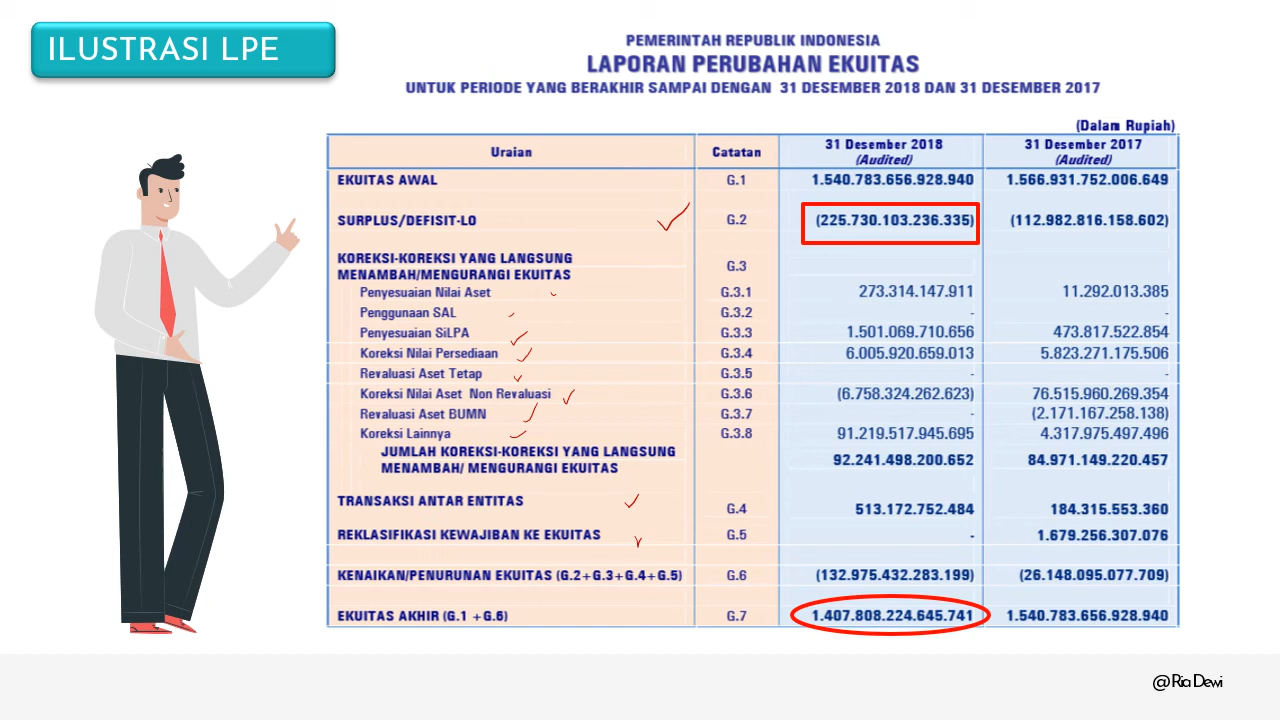 ILUSTRASI LPE
PEMERINTAH REPUBLIK INDONESIA
LAPORAN PERUBAHAN EKUITAS
UNTUK PERIODE YANG BERAKHIR SAMPAI DENGAN 31 DESEMBER 2018 DAN 31 DESEMBER 2017
(Dalam Rupiah)
Uraian Catatan 31 Desember 2018 (Audited) 31 Desember 2017 (Audited)
EKUITAS AWAL G.1 1.540.783.656.928.940 1.566.931.752.006.649
SURPLUS/DEFISIT-LO G.2 (225.730.103.236.335) (112.982.816.158.602)
KOREKSI-KOREKSI YANG LANGSUNG
MENAMBAH/MENGURANGI EKUITAS G.3
Penyesuaian Nilai Aset G.3.1 273.314.147.911 11.292.013.385
Penggunaan SAL G.3.2 - -
Penyesuaian SiLPA G.3.3 1.501.069.710.656 473.817.522.854
Koreksi Nilai Persediaan G.3.4 6.005.920.659.013 5.823.271.175.506
Revaluasi Aset Tetap G.3.5 - -
Koreksi Nilai Aset Non Revaluasi G.3.6 (6.758.324.262.623) 76.515.960.269.354
Revaluasi Aset BUMN G.3.7 - (2.171.167.258.138)
Koreksi Lainnya G.3.8 91.219.517.945.695 4.317.975.497.496
JUMLAH KOREKSI-KOREKSI YANG LANGSUNG
MENAMBAH/ MENGURANGI EKUITAS 92.241.498.200.652 84.971.149.220.457
TRANSAKSI ANTAR ENTITAS G.4 513.172.752.484 184.315.553.360
REKLASIFIKASI KEWAJIBAN KE EKUITAS G.5 - 1.679.256.307.076
KENAIKAN/PENURUNAN EKUITAS (G.2+G.3+G.4+G.5) G.6 (132.975.432.283.199) (26.148.095.077.709)
EKUITAS AKHIR (G.1 +G.6) G.7 1.407.808.224.645.741 1.540.783.656.928.940
@Ria Dewi